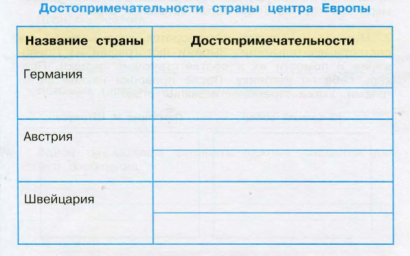 Достопримечательности страны центра Европы
Название страны Достопримечательности
Германия
Австрия
Швейцария